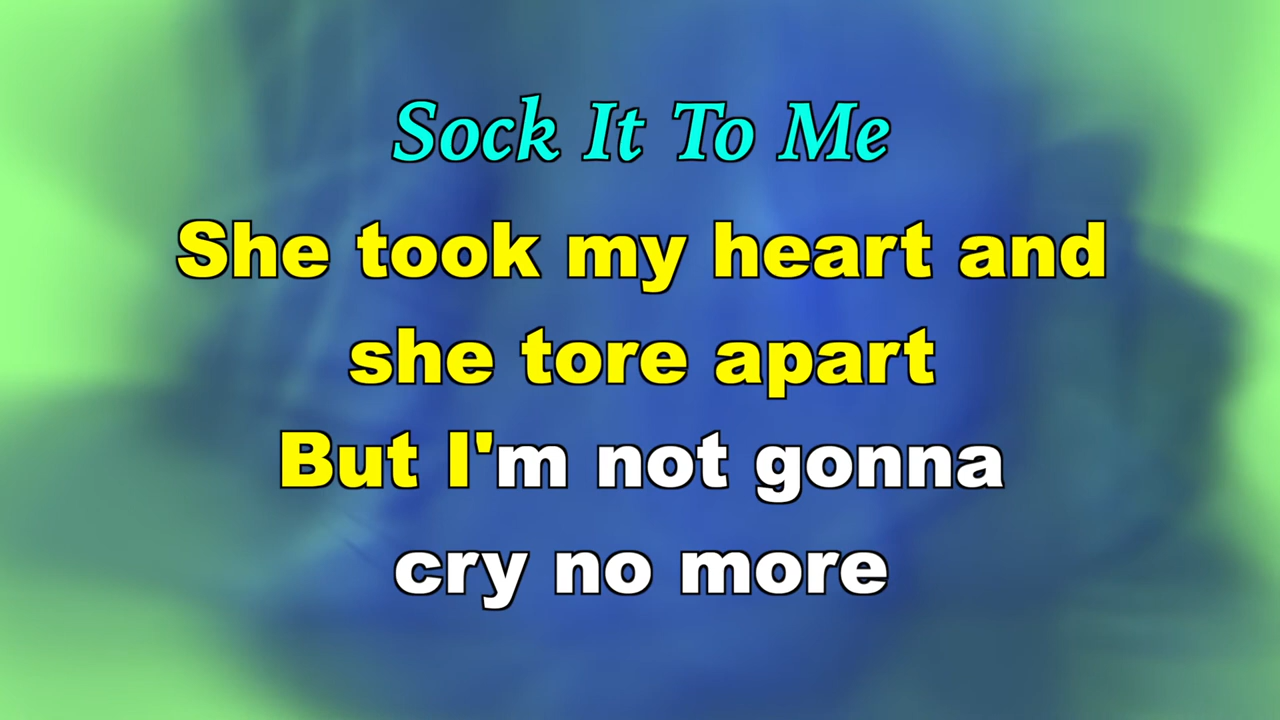 Sock It To Me
She took my heart and
she tore apart
But I'm not gonna
cry no more